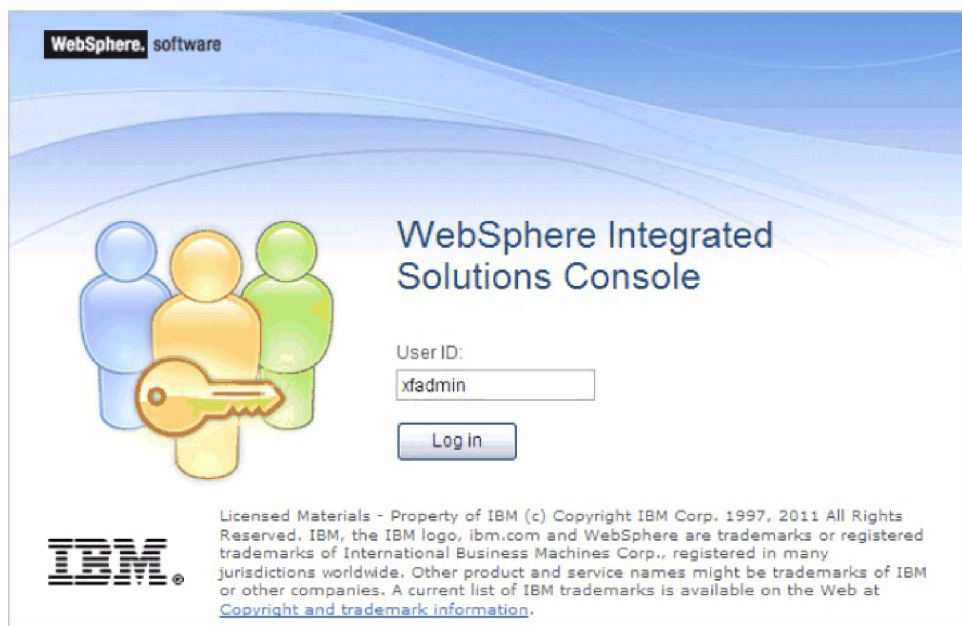 WebSphere. software
WebSphere Integrated
Solutions Console
User ID:
xfadmin
Log in
Licensed Materials - Property of IBM (c) Copyright IBM Corp. 1997, 2011 All Rights
Reserved. IBM, the IBM logo, ibm.com and WebSphere are trademarks or registered
trademarks of International Business Machines Corp., registered in many
jurisdictions worldwide. Other product and service names might be trademarks of IBM
or other companies. A current list of IBM trademarks is available on the Web at
Copyright and trademark information.
IBM®